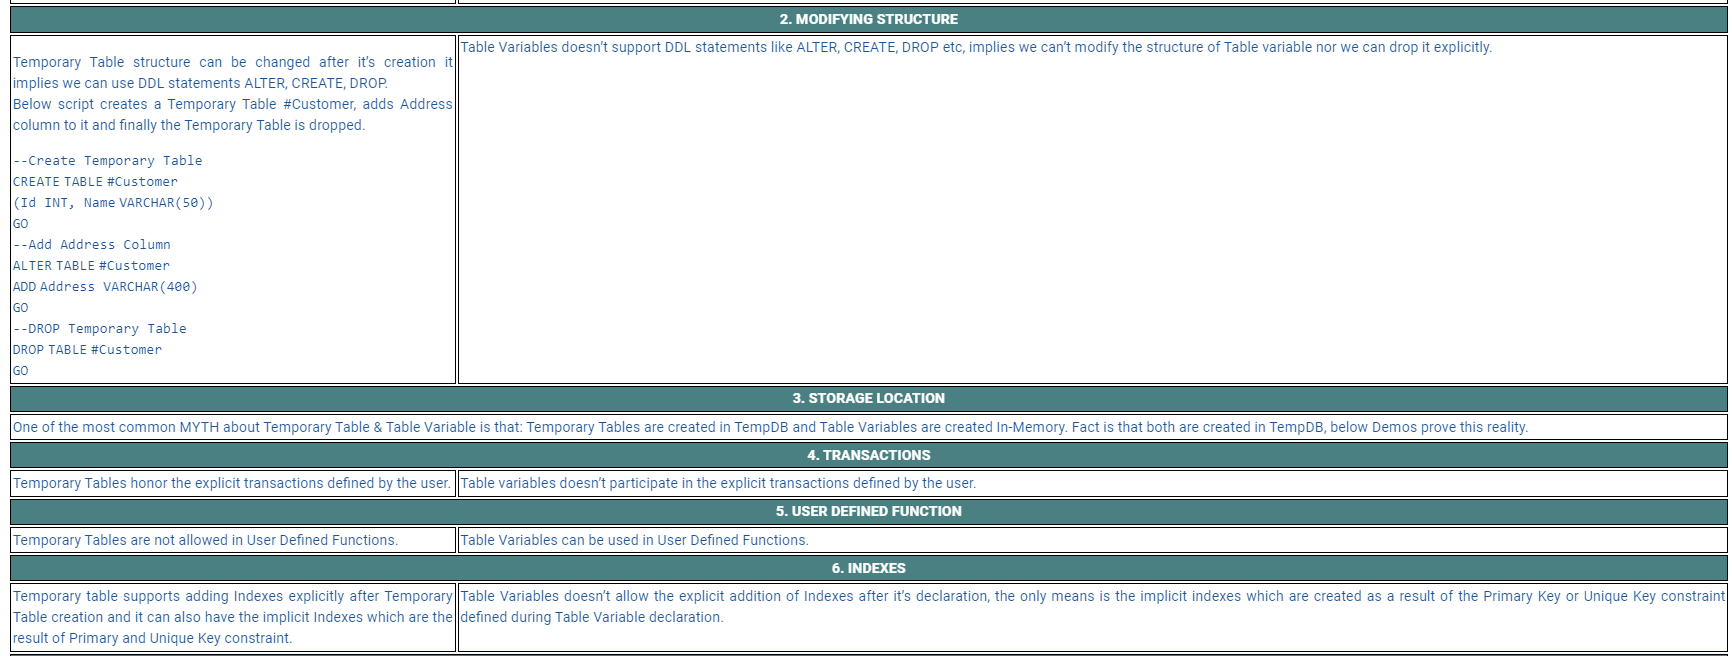 2. MODIFYING STRUCTURE
Temporary Table structure can be changed after it's creation it
implies we can use DDL statements ALTER, CREATE, DROP.
Below script creates a Temporary Table #Customer, adds Address
column to it and finally the Temporary Table is dropped.
--Create Temporary Table
CREATE TABLE #Customer
(Id INT, Name VARCHAR(50))
GO
--Add Address Column
ALTER TABLE #Customer
ADD Address VARCHAR(400)
GO
--DROP Temporary Table
DROP TABLE #Customer
GO
Table Variables doesn't support DDL statements like ALTER, CREATE, DROP etc, implies we can't modify the structure of Table variable nor we can drop it explicitly.
3. STORAGE LOCATION
One of the most common MYTH about Temporary Table & Table Variable is that: Temporary Tables are created in TempDB and Table Variables are created In-Memory. Fact is that both are created in TempDB, below Demos prove this reality.
4. TRANSACTIONS
Temporary Tables honor the explicit transactions defined by the user.
Table variables doesn't participate in the explicit transactions defined by the user.
5. USER DEFINED FUNCTION
Temporary Tables are not allowed in User Defined Functions.
Table Variables can be used in User Defined Functions.
6. INDEXES
Temporary table supports adding Indexes explicitly after Temporary
Table creation and it can also have the implicit Indexes which are the
result of Primary and Unique Key constraint.
Table Variables doesn't allow the explicit addition of Indexes after it's declaration, the only means is the implicit indexes which are created as a result of the Primary Key or Unique Key constraint
defined during Table Variable declaration.